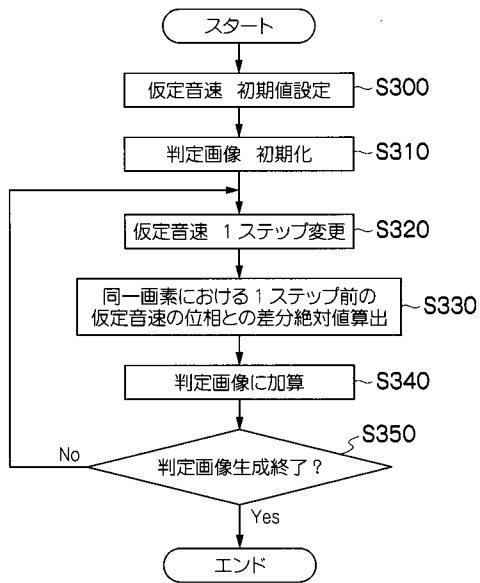 スタート
仮定音速 初期値設定
S300
判定画像 初期化
S310
仮定音速 1ステップ変更
S320
同一画素における1ステップ前の
仮定音速の位相との差分絶対値算出
S330
判定画像に加算
S340
S350
判定画像生成終了?
No
Yes
エンド